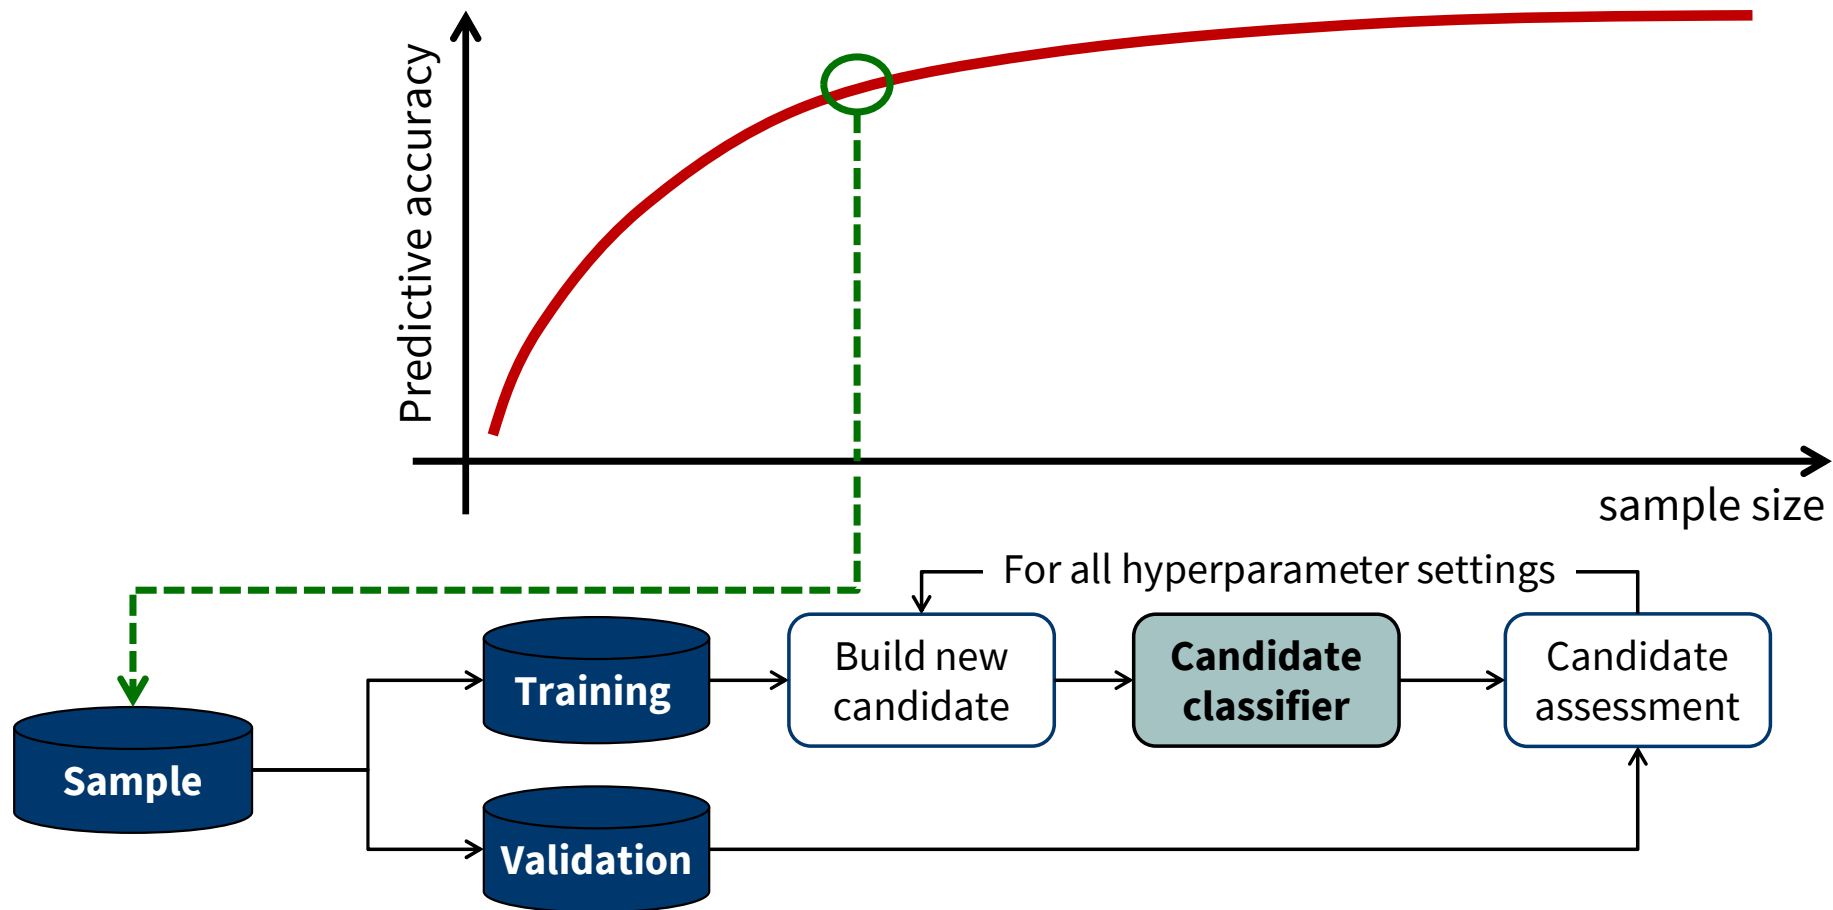 Predictive accuracy
sample size
For all hyperparameter settings
Training
Build new
candidate
Candidate
classifier
Candidate
assessment
Sample
Validation